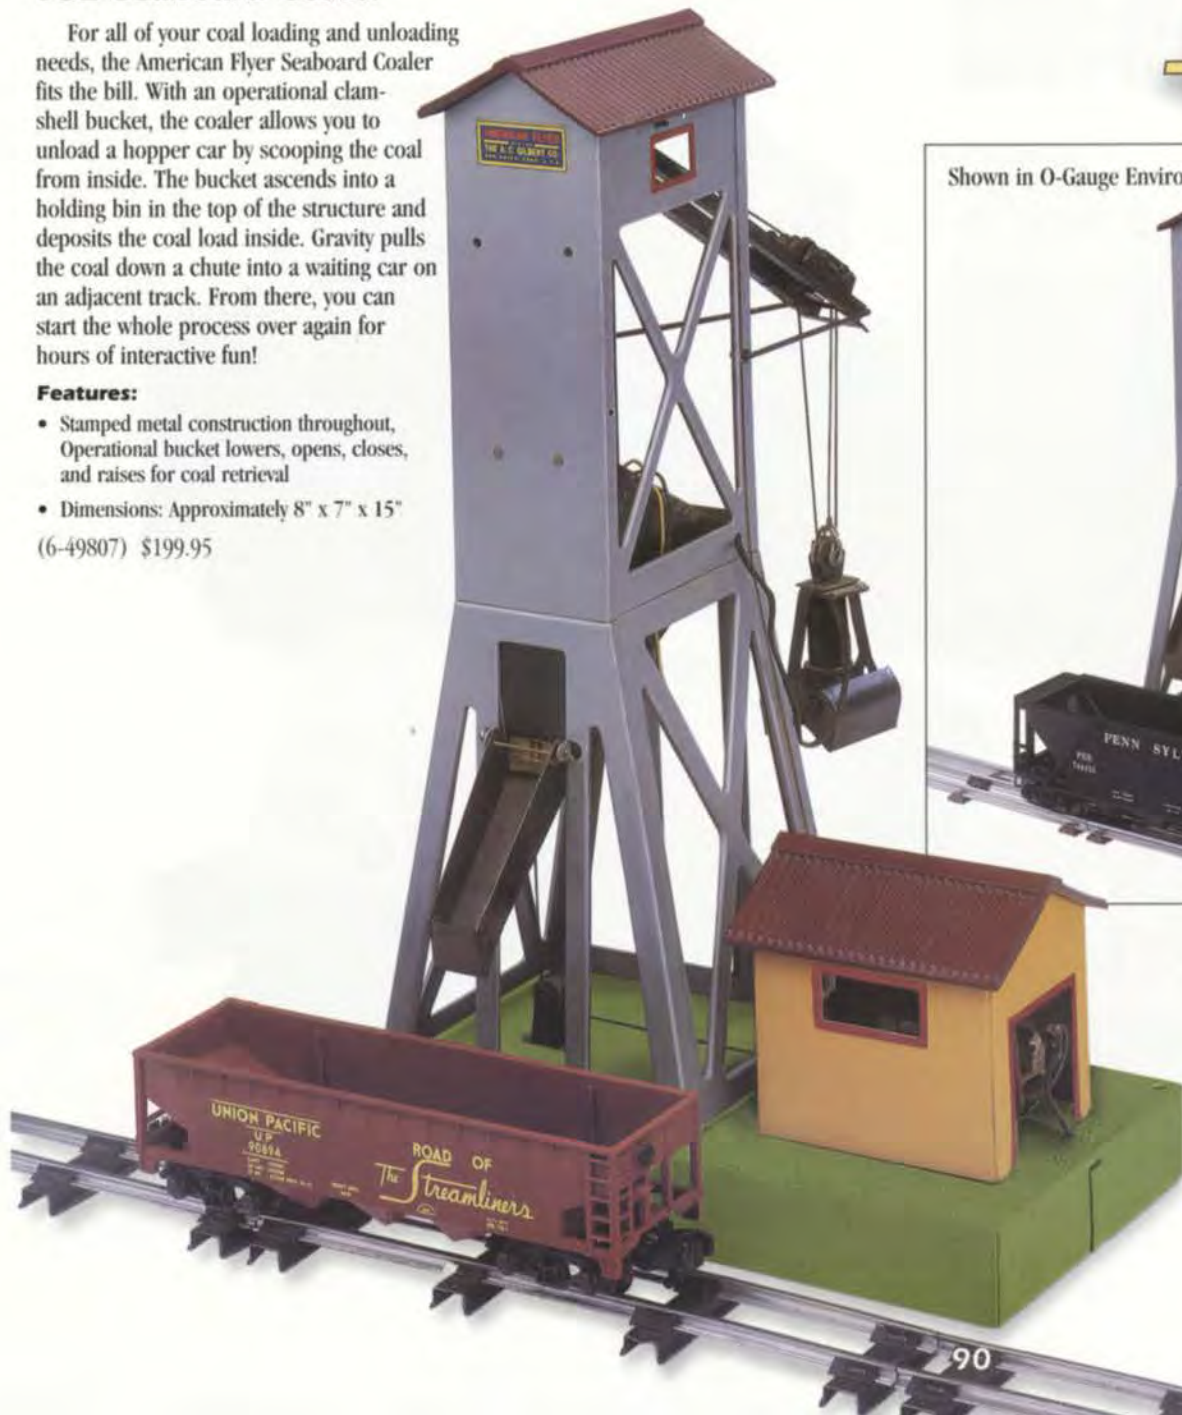 For all of your coal loading and unloading
needs, the American Flyer Seaboard Coaler
fits the bill. With an operational clam-
shell bucket, the coaler allows you to
unload a hopper car by scooping the coal
from inside. The bucket ascends into a
holding bin in the top of the structure and
deposits the coal load inside. Gravity pulls
the coal down a chute into a waiting car on
an adjacent track. From there, you can
start the whole process over again for
hours of interactive fun!
Features:
• Stamped metal construction throughout,
Operational bucket lowers, opens, closes,
and raises for coal retrieval
• Dimensions: Approximately 8" x 7" x 15"
(6-49807) $199.95
AMERICAN FLYER
THE A. C. GILBERT CO.
Shown in O-Gauge Enviro
PENN SYL
UNION PACIFIC
U.P.
90894
ROAD OF
The Streamliners
90